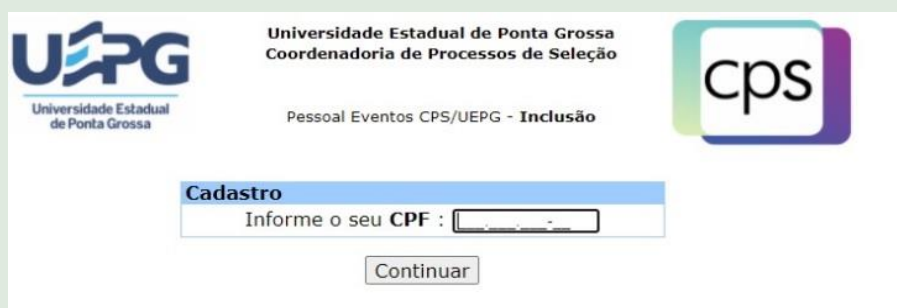 UEPG
Universidade Estadual
de Ponta Grossa
Universidade Estadual de Ponta Grossa
Coordenadoria de Processos de Seleção
Pessoal Eventos CPS/UEPG - Inclusão
cps
Cadastro
Informe o seu CPF : ___.___.___-__
Continuar